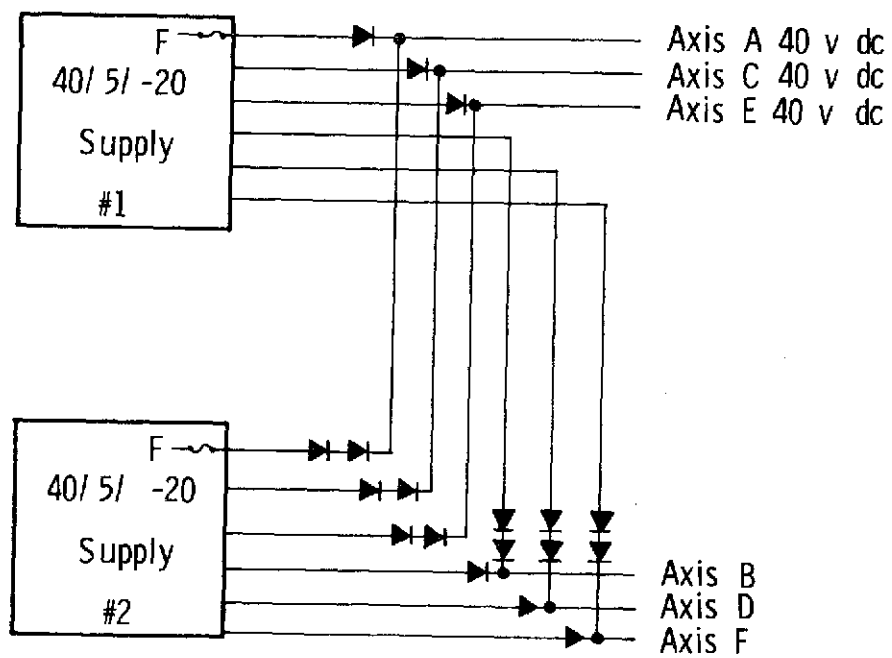 F
40/ 5/ -20
Supply
#1
Axis A 40 v dc
Axis C 40 v dc
Axis E 40 v dc
F
40/ 5/ -20
Supply
#2
Axis B
Axis D
Axis F